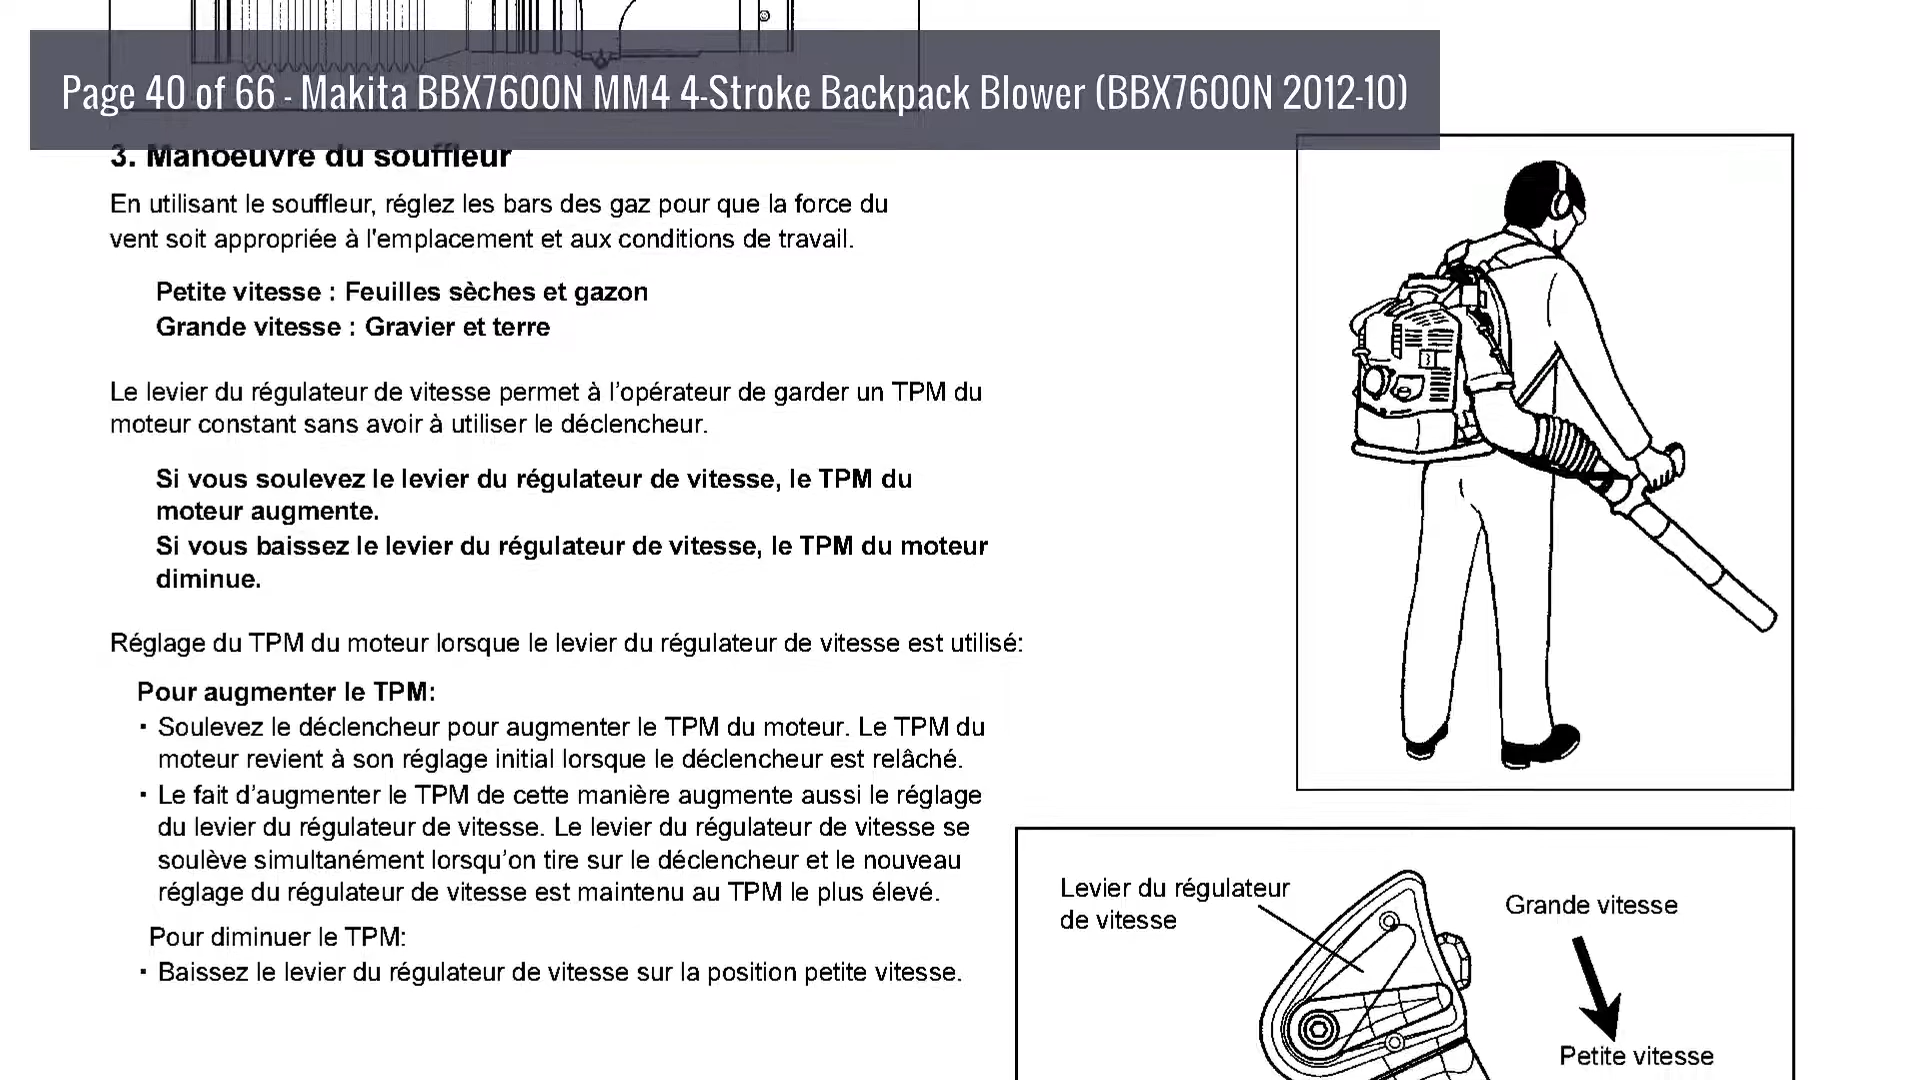 Page 40 of 66 - Makita BBX7600N MM4 4-Stroke Backpack Blower (BBX7600N 2012-10)
3. Manoeuvre du souffleur
En utilisant le souffleur, réglez les bars des gaz pour que la force du
vent soit appropriée à l'emplacement et aux conditions de travail.
Petite vitesse : Feuilles sèches et gazon
Grande vitesse : Gravier et terre
Le levier du régulateur de vitesse permet à l’opérateur de garder un TPM du
moteur constant sans avoir à utiliser le déclencheur.
Si vous soulevez le levier du régulateur de vitesse, le TPM du
moteur augmente.
Si vous baissez le levier du régulateur de vitesse, le TPM du moteur
diminue.
Réglage du TPM du moteur lorsque le levier du régulateur de vitesse est utilisé:
Pour augmenter le TPM:
· Soulevez le déclencheur pour augmenter le TPM du moteur. Le TPM du
moteur revient à son réglage initial lorsque le déclencheur est relâché.
· Le fait d’augmenter le TPM de cette manière augmente aussi le réglage
du levier du régulateur de vitesse. Le levier du régulateur de vitesse se
soulève simultanément lorsqu’on tire sur le déclencheur et le nouveau
réglage du régulateur de vitesse est maintenu au TPM le plus élevé.
Pour diminuer le TPM:
· Baissez le levier du régulateur de vitesse sur la position petite vitesse.
Levier du régulateur
de vitesse
Grande vitesse
Petite vitesse